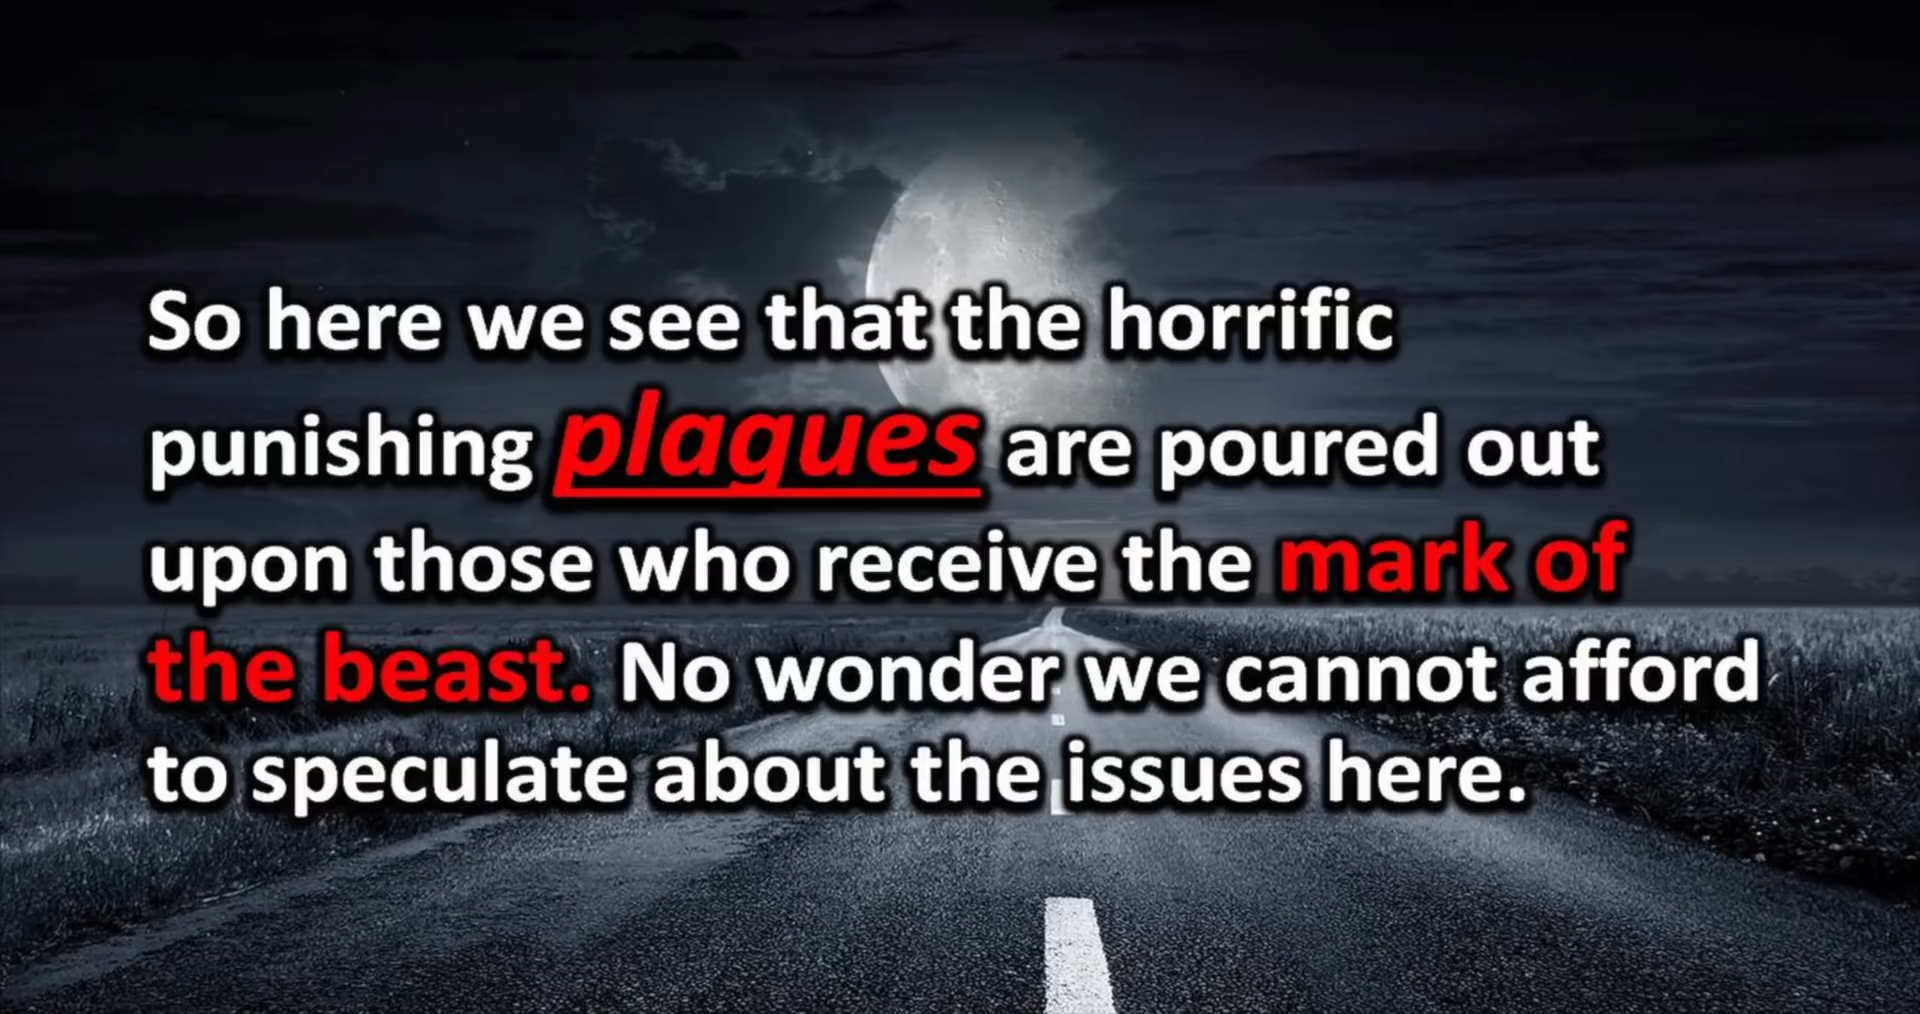 So here we see that the horrific
punishing plagues are poured out
upon those who receive the mark of
the beast. No wonder we cannot afford
to speculate about the issues here.